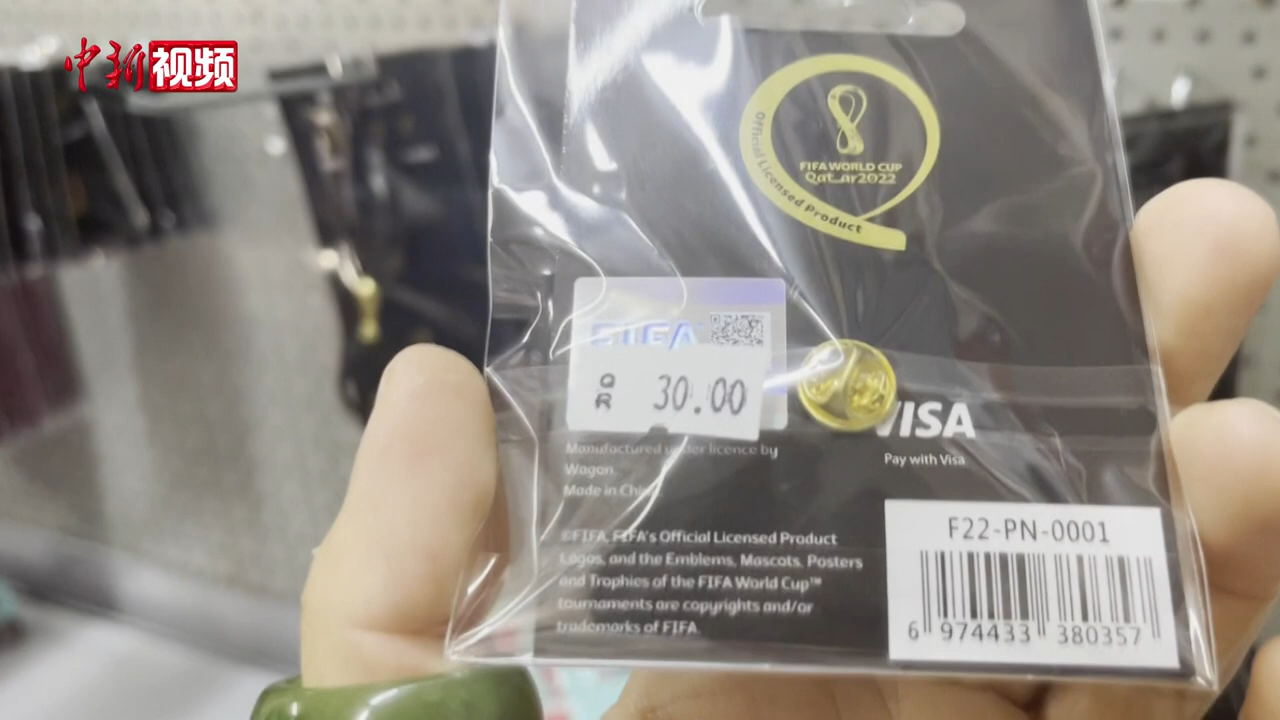 中新视频
Official Licensed Product
FIFA WORLD CUP
Qatar2022
FIFA
QR 30.00
VISA
Pay with Visa
Manufactured under licence by
Wagon.
Made in China
©FIFA, FIFA's Official Licensed Product
Logos, and the Emblems, Mascots, Posters
and Trophies of the FIFA World Cup™
tournaments are copyrights and/or
trademarks of FIFA.
F22-PN-0001
6 974433 380357